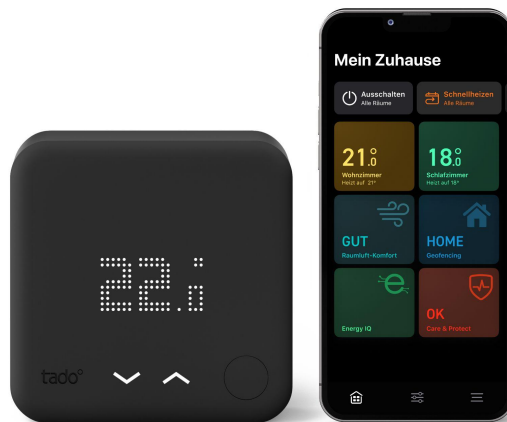 22.i
tado°
Mein Zuhause
Ausschalten
Alle Räume
Schnellheizen
Alle Räume
21.0°
Wohnzimmer
Heizt auf 21°
18.0°
Schlafzimmer
Heizt auf 18°
GUT
Raumluft-Komfort
HOME
Geofencing
e
Energy IQ
OK
Care & Protect